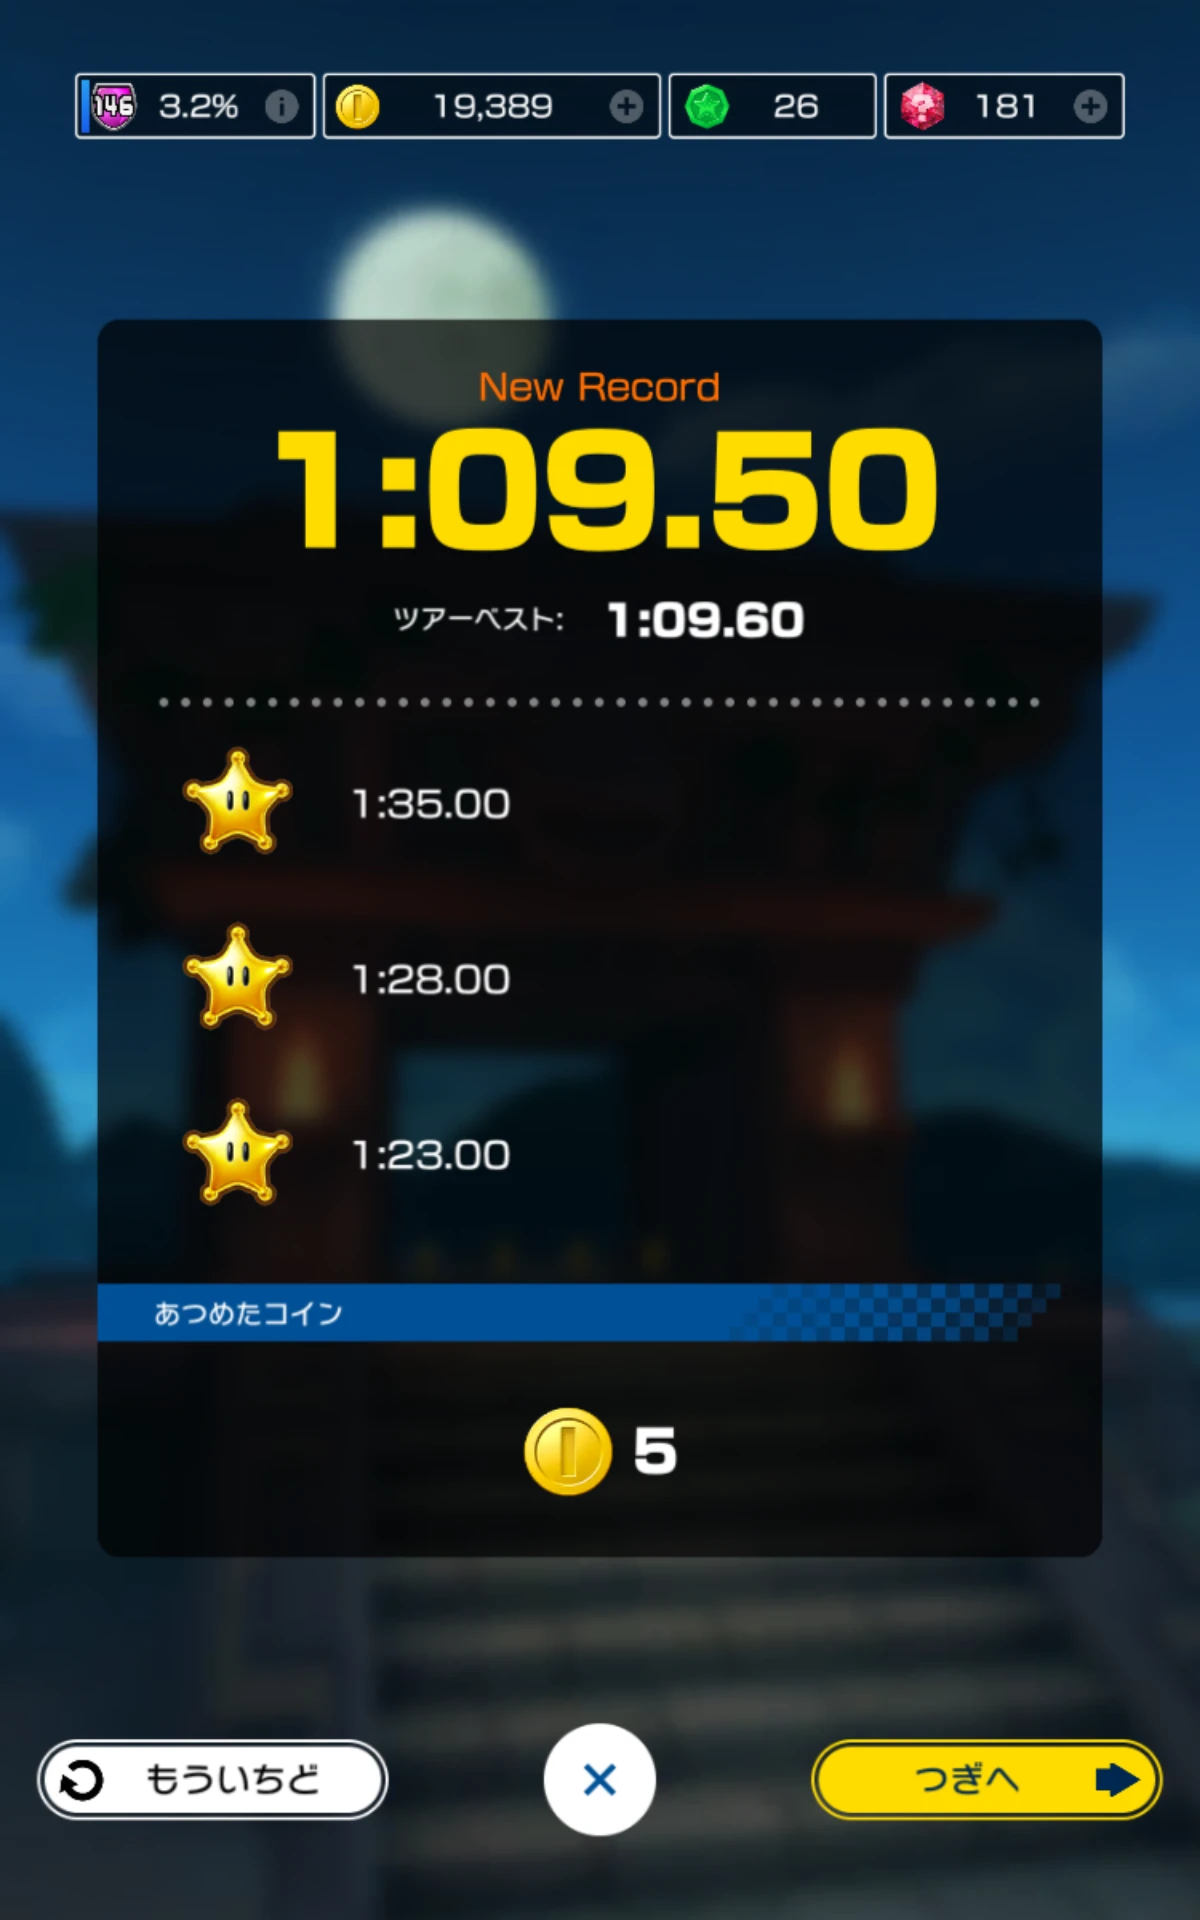 146 3.2% i 19,389 + 26 ? 181 +
New Record
1:09.50
ツアーベスト: 1:09.60
1:35.00
1:28.00
1:23.00
あつめたコイン
5
もういちど × つぎへ